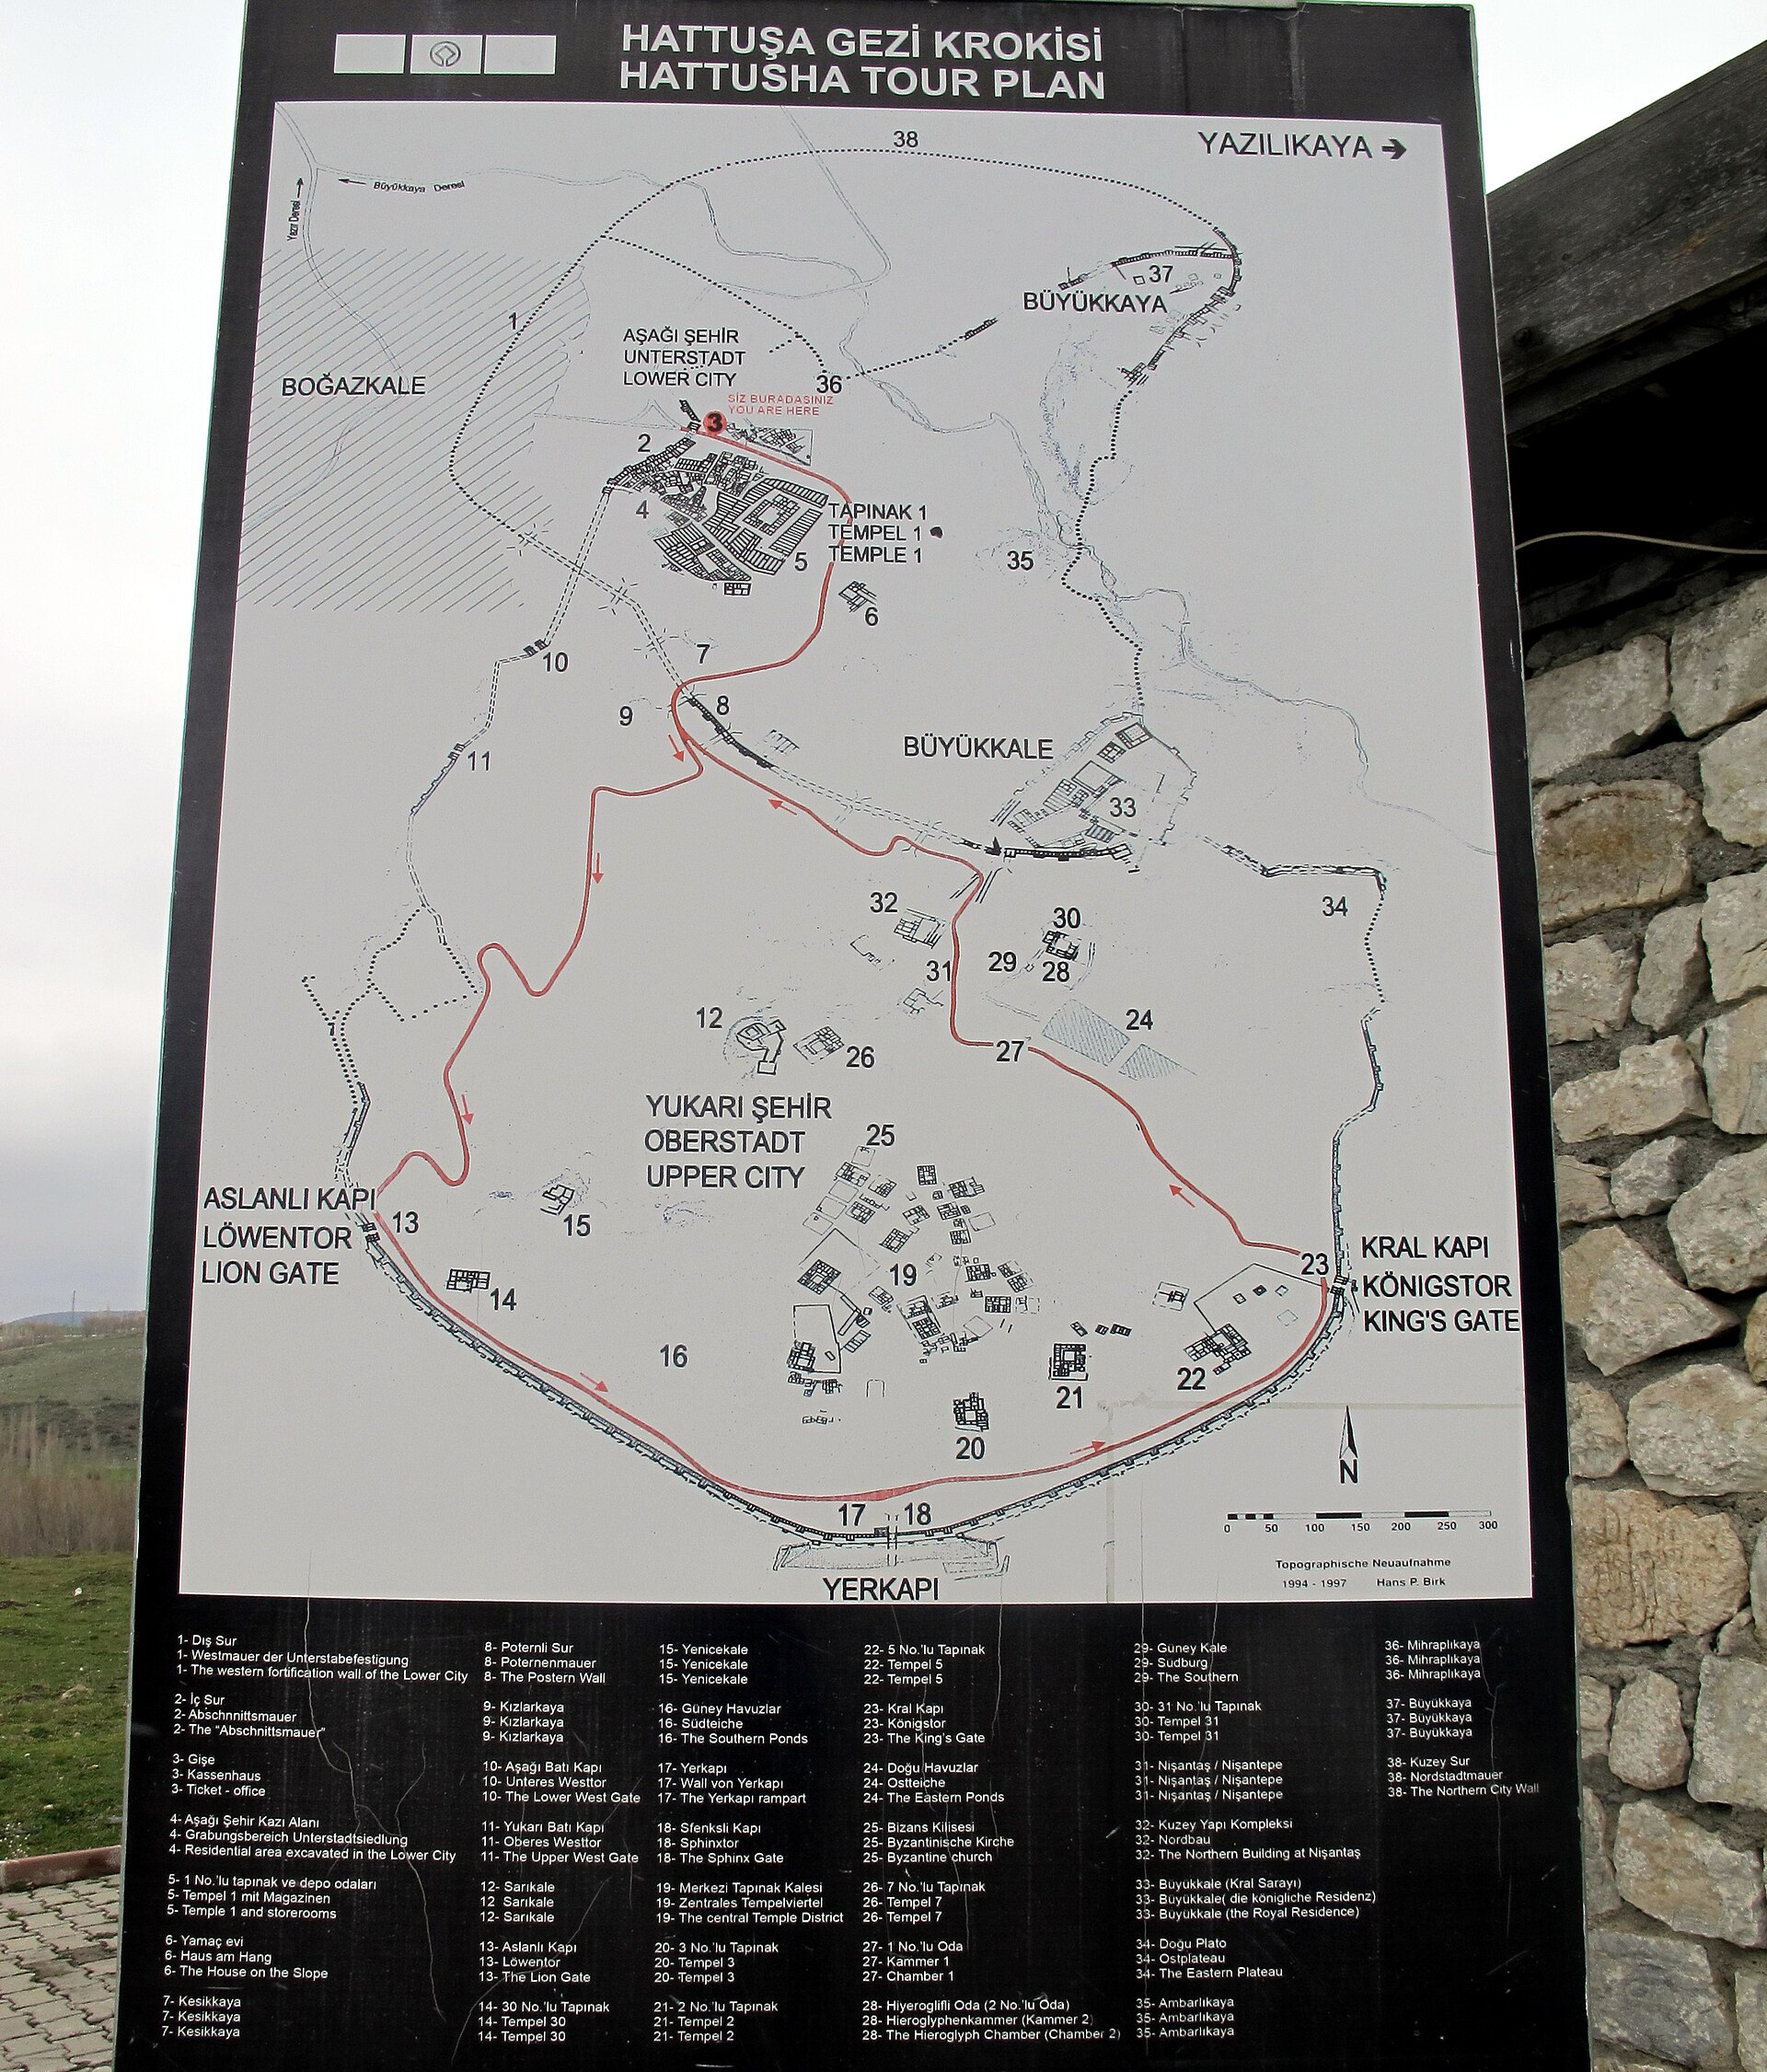 HATTUŞA GEZİ KROKİSİ
HATTUSHA TOUR PLAN
YAZILIKAYA
38
Büyükkaya Deresi
Yazır Deresi
37
BÜYÜKKAYA
1
AŞAĞI ŞEHİR
UNTERSTADT
LOWER CITY
36
BOĞAZKALE
SİZ BURADASINIZ
YOU ARE HERE
3
2
4
TAPINAK 1
TEMPEL 1
TEMPLE 1
5
35
6
7
10
8
9
11
BÜYÜKKALE
33
32
30
34
31
29
28
12
26
24
27
YUKARI ŞEHİR
OBERSTADT
UPPER CITY
25
ASLANLI KAPI
LÖWENTOR
LION GATE
13
15
14
19
23
KRAL KAPI
KÖNIGSTOR
KING'S GATE
16
22
21
20
N
17
18
0 50 100 150 200 250 300
YERKAPI
Topographische Neuaufnahme
1994 - 1997 Hans P. Birk
1- Dış Sur
1- Westmauer der Unterstabefestigung
1- The western fortification wall of the Lower City
2- İç Sur
2- Abschnnittsmauer
2- The "Abschnittsmauer"
3- Gişe
3- Kassenhaus
3- Ticket - office
4- Aşağı Şehir Kazı Alanı
4- Grabungsbereich Unterstadtsiedlung
4- Residential area excavated in the Lower City
5- 1 No.'lu tapınak ve depo odaları
5- Tempel 1 mit Magazinen
5- Temple 1 and storerooms
6- Yamaç evi
6- Haus am Hang
6- The House on the Slope
7- Kesikkaya
7- Kesikkaya
7- Kesikkaya
8- Poternli Sur
8- Poternenmauer
8- The Postern Wall
9- Kızlarkaya
9- Kızlarkaya
9- Kızlarkaya
10- Aşağı Batı Kapı
10- Unteres Westtor
10- The Lower West Gate
11- Yukarı Batı Kapı
11- Oberes Westtor
11- The Upper West Gate
12- Sarıkale
12 Sarıkale
12- Sarıkale
13- Aslanlı Kapı
13- Löwentor
13- The Lion Gate
14- 30 No.'lu Tapınak
14- Tempel 30
14- Tempel 30
15- Yenicekale
15- Yenicekale
15- Yenicekale
16- Güney Havuzlar
16- Südteiche
16- The Southern Ponds
17- Yerkapı
17- Wall von Yerkapı
17- The Yerkapı rampart
18- Sfenksli Kapı
18- Sphinxtor
18- The Sphinx Gate
19- Merkezi Tapınak Kalesi
19- Zentrales Tempelviertel
19- The central Temple District
20- 3 No.'lu Tapınak
20- Tempel 3
20- Tempel 3
21- 2 No.'lu Tapınak
21- Tempel 2
21- Tempel 2
22- 5 No.'lu Tapınak
22- Tempel 5
22- Tempel 5
23- Kral Kapı
23- Königstor
23- The King's Gate
24- Doğu Havuzlar
24- Ostteiche
24- The Eastern Ponds
25- Bizans Kilisesi
25- Byzantinische Kirche
25- Byzantine church
26- 7 No.'lu Tapınak
26- Tempel 7
26- Tempel 7
27- 1 No.'lu Oda
27- Kammer 1
27- Chamber 1
28- Hiyeroglifli Oda (2 No.'lu Oda)
28- Hieroglyphenkammer (Kammer 2)
28- The Hieroglyph Chamber (Chamber 2)
29- Güney Kale
29- Südburg
29- The Southern
30- 31 No.'lu Tapınak
30- Tempel 31
30- Tempel 31
31- Nişantaş / Nişantepe
31- Nişantaş / Nişantepe
31- Nişantaş / Nişantepe
32- Kuzey Yapı Kompleksi
32- Nordbau
32- The Northern Building at Nişantaş
33- Büyükkale (Kral Sarayı)
33- Büyükkale( die königliche Residenz)
33- Büyükkale (the Royal Residence)
34- Doğu Plato
34- Ostplateau
34- The Eastern Plateau
35- Ambarlıkaya
35- Ambarlıkaya
35- Ambarlıkaya
36- Mihraplıkaya
36- Mihraplıkaya
36- Mihraplıkaya
37- Büyükkaya
37- Büyükkaya
37- Büyükkaya
38- Kuzey Sur
38- Nordstadtmauer
38- The Northern City Wall